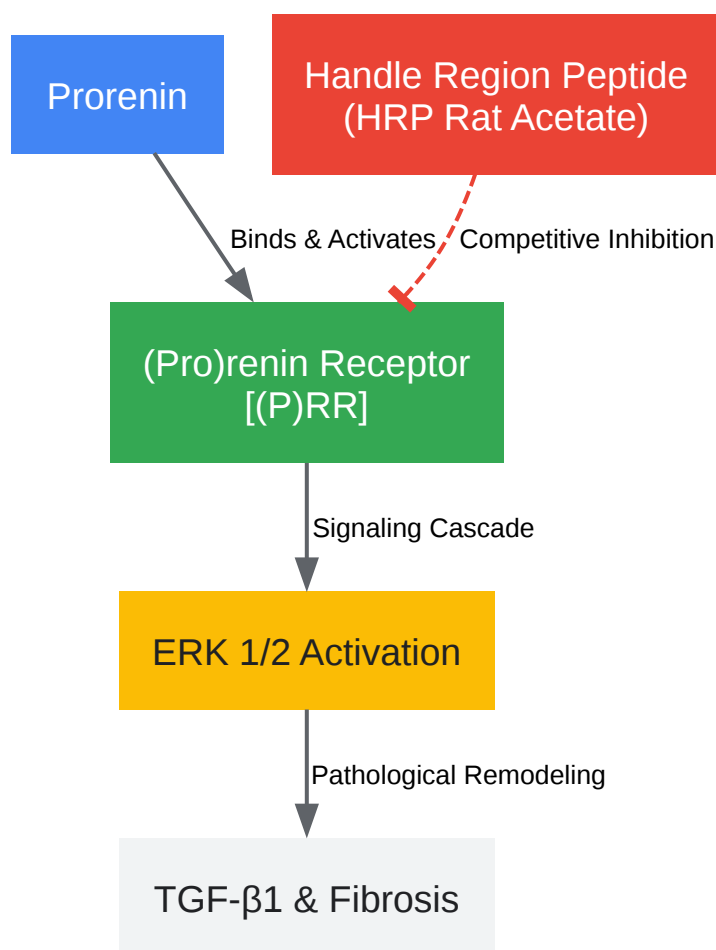 Prorenin
Handle Region Peptide
(HRP Rat Acetate)
Binds & Activates
Competitive Inhibition
(Pro)renin Receptor
[(P)RR]
Signaling Cascade
ERK 1/2 Activation
Pathological Remodeling
TGF-β1 & Fibrosis